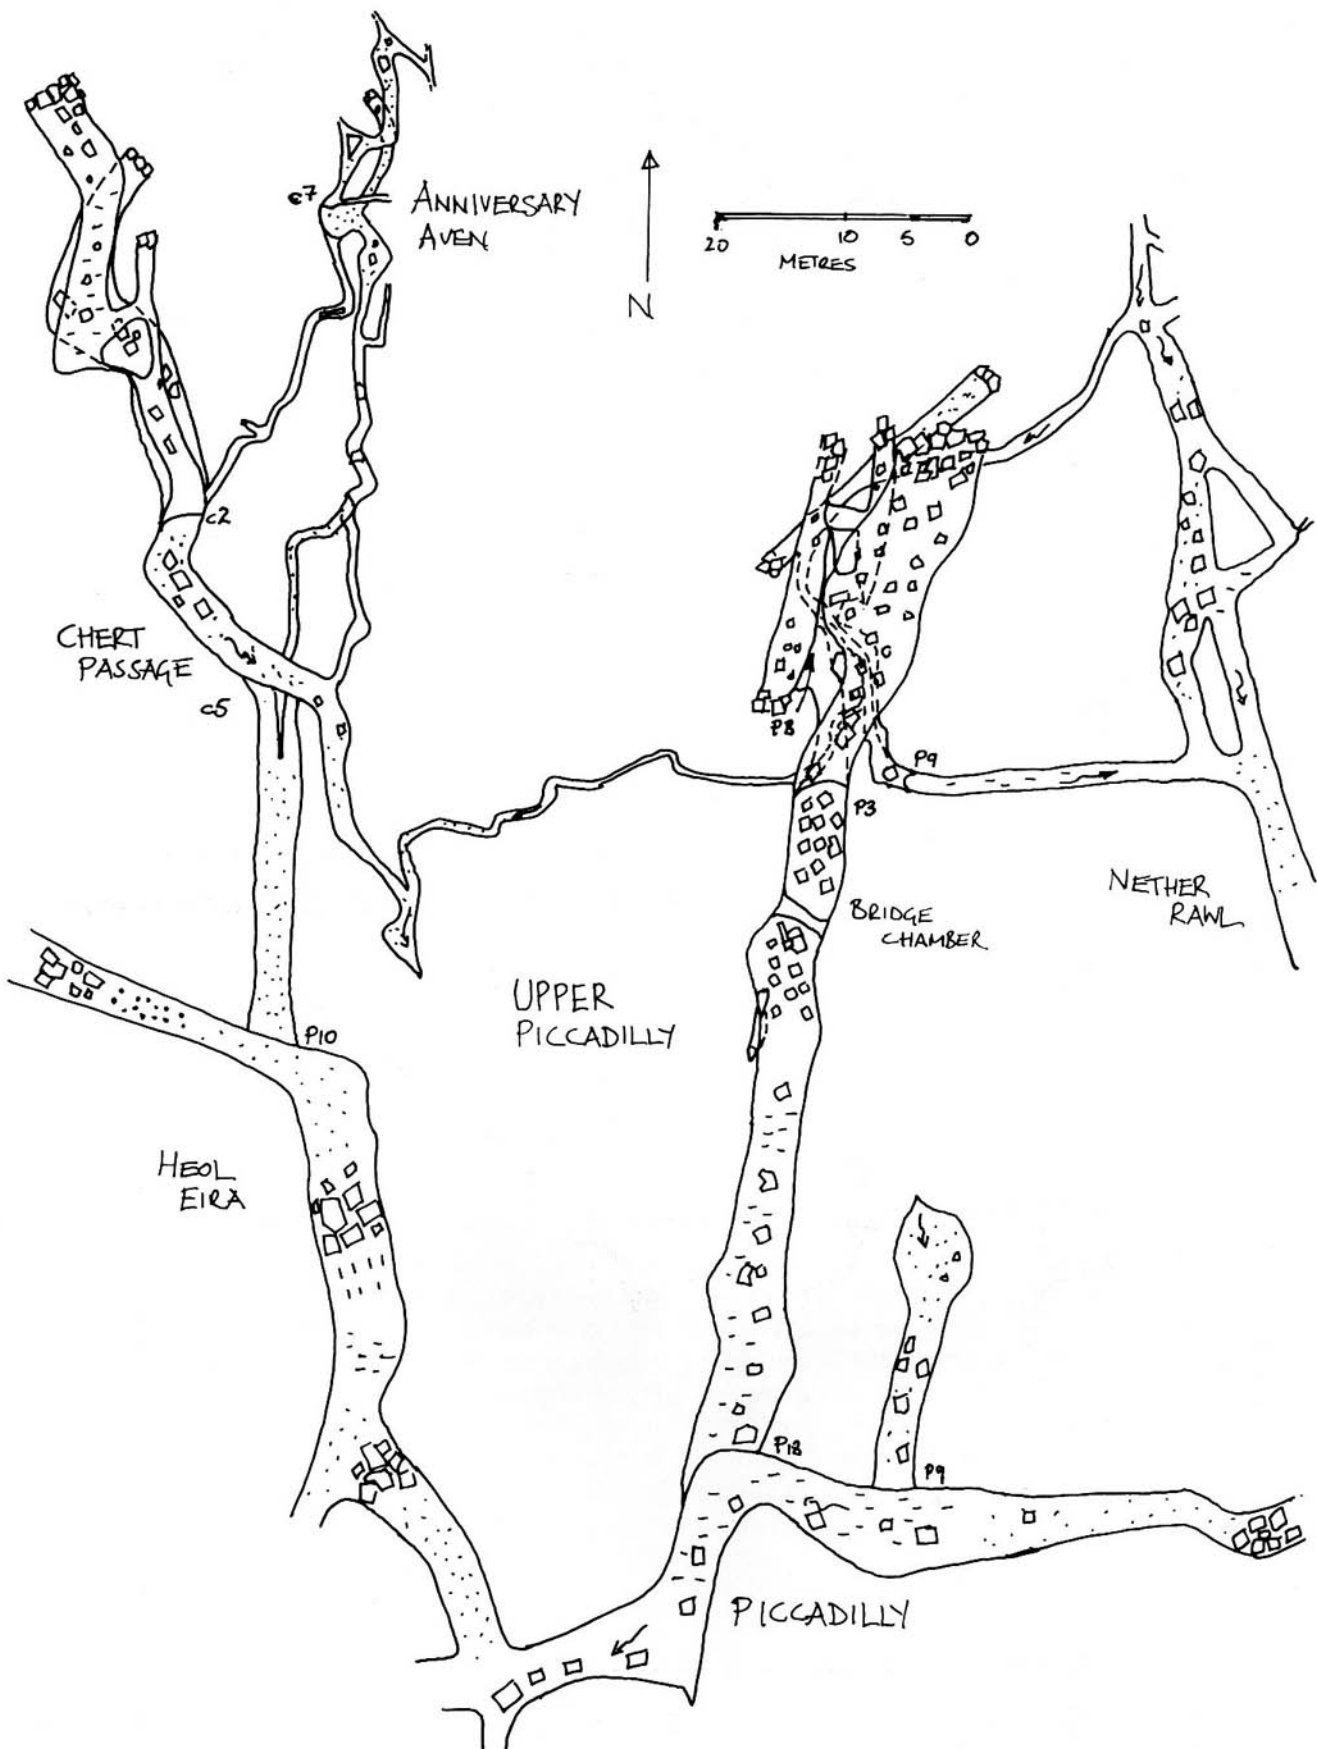 c7
ANNIVERSARY
AVEN
N
20 10 5 0
METRES
c2
CHERT
PASSAGE
c5
P8
P9
P3
BRIDGE
CHAMBER
NETHER
RAWL
UPPER
PICCADILLY
P10
HEOL
EIRA
P18
P9
PICCADILLY